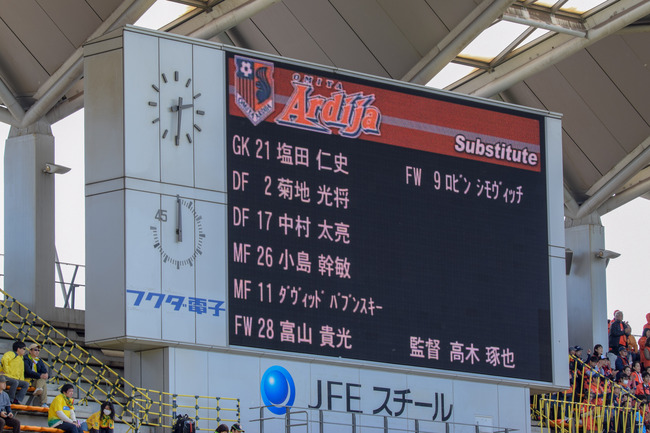 OMIYA
Ardija
Substitute
GK 21 塩田 仁史
FW 9 ロビン シモヴィッチ
DF 2 菊地 光将
DF 17 中村 太亮
MF 26 小島 幹敏
MF 11 ダヴィッド バブンスキー
FW 28 富山 貴光
監督 高木 琢也
45
フクダ電子
JFE スチール